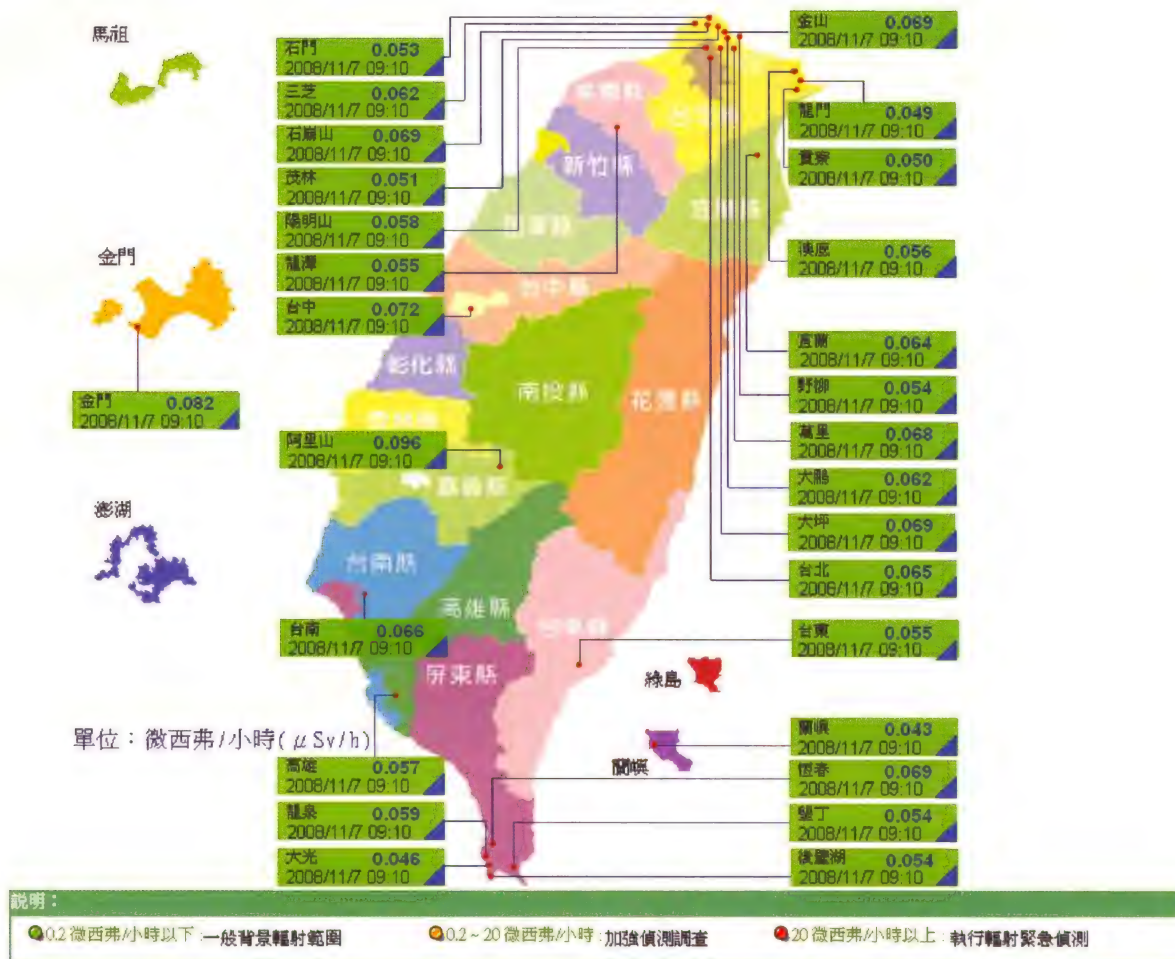 馬祖
石門 0.053
2008/11/7 09:10
三芝 0.062
2008/11/7 09:10
石崩山 0.069
2008/11/7 09:10
茂林 0.051
2008/11/7 09:10
陽明山 0.058
2008/11/7 09:10
龍潭 0.055
2008/11/7 09:10
台中 0.072
2008/11/7 09:10
金門
金門 0.082
2008/11/7 09:10
阿里山 0.096
2008/11/7 09:10
澎湖
台南 0.066
2008/11/7 09:10
單位：微西弗/小時(μSv/h)
高雄 0.057
2008/11/7 09:10
龍泉 0.059
2008/11/7 09:10
大光 0.046
2008/11/7 09:10
新竹縣
台中縣
彰化縣
南投縣
花蓮縣
嘉義縣
台南縣
高雄縣
台東縣
屏東縣
綠島
蘭嶼
金山 0.069
2008/11/7 09:10
龍門 0.049
2008/11/7 09:10
貢寮 0.050
2008/11/7 09:10
澳底 0.056
2008/11/7 09:10
宜蘭 0.064
2008/11/7 09:10
野柳 0.054
2008/11/7 09:10
萬里 0.068
2008/11/7 09:10
大鵬 0.062
2008/11/7 09:10
大坪 0.069
2008/11/7 09:10
台北 0.065
2008/11/7 09:10
台東 0.055
2008/11/7 09:10
蘭嶼 0.043
2008/11/7 09:10
恆春 0.069
2008/11/7 09:10
墾丁 0.054
2008/11/7 09:10
後壁湖 0.054
2008/11/7 09:10
說明：
0.2 微西弗/小時以下：一般背景輻射範圍
0.2 ~ 20 微西弗/小時：加強偵測調查
20 微西弗/小時以上：執行輻射緊急偵測